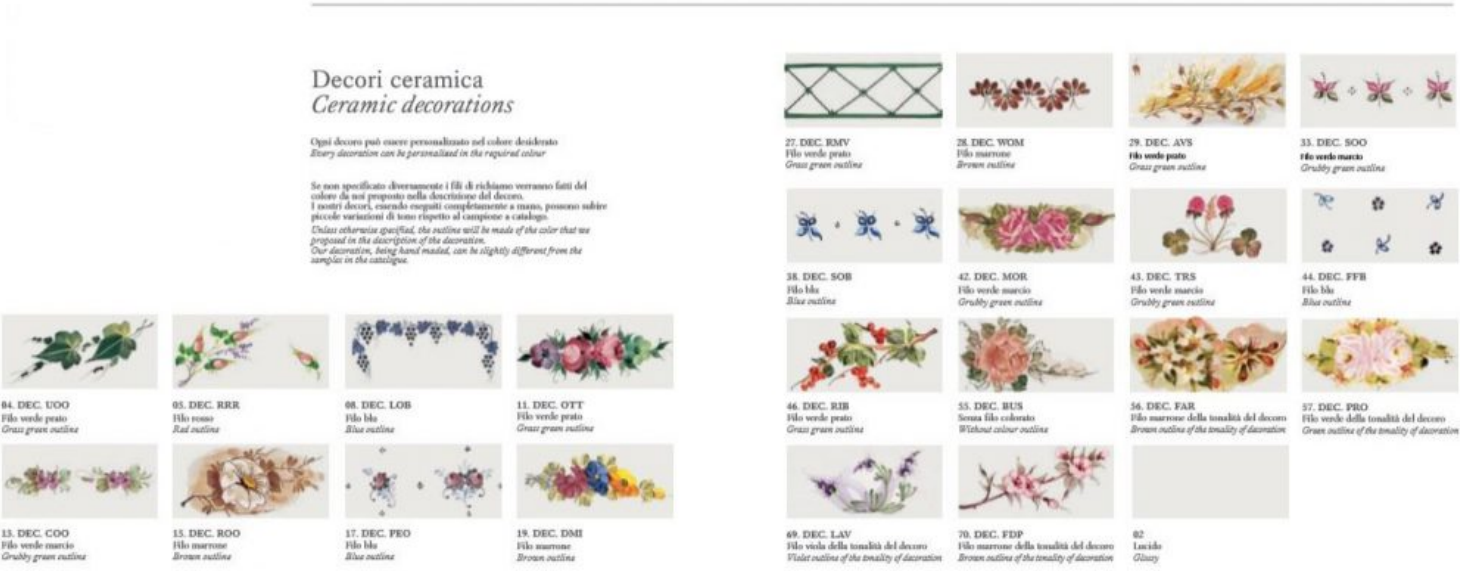 Decori ceramica
Ceramic decorations
Ogni decoro può essere personalizzato nel colore desiderato
Every decoration can be personalised in the required colour
Se non specificato diversamente i fili di richiamo verranno fatti del
colore da noi proposto nella descrizione del decoro.
I nostri decori, essendo eseguiti completamente a mano, possono subire
piccole variazioni di tono rispetto al campione a catalogo.
Unless otherwise specified, the outline will be made of the color that we
proposed in the description of the decoration.
Our decoration, being hand maded, can be slightly different from the
samples in the catalogue.
04. DEC. UOO
Filo verde prato
Grass green outline
05. DEC. RRR
Filo rosso
Red outline
08. DEC. LOB
Filo blu
Blue outline
11. DEC. OTT
Filo verde prato
Grass green outline
13. DEC. COO
Filo verde marcio
Grubby green outline
15. DEC. ROO
Filo marrone
Brown outline
17. DEC. PEO
Filo blu
Blue outline
19. DEC. DMI
Filo marrone
Brown outline
27. DEC. RMV
Filo verde prato
Grass green outline
28. DEC. WOM
Filo marrone
Brown outline
29. DEC. AVS
Filo verde prato
Grass green outline
33. DEC. SOO
Filo verde marcio
Grubby green outline
38. DEC. SOB
Filo blu
Blue outline
42. DEC. MOR
Filo verde marcio
Grubby green outline
43. DEC. TRS
Filo verde marcio
Grubby green outline
44. DEC. FFB
Filo blu
Blue outline
46. DEC. RIB
Filo verde prato
Grass green outline
55. DEC. BUS
Senza filo colorato
Without colour outline
56. DEC. FAR
Filo marrone della tonalità del decoro
Brown outline of the tonality of decoration
57. DEC. PRO
Filo verde della tonalità del decoro
Green outline of the tonality of decoration
69. DEC. LAV
Filo viola della tonalità del decoro
Violet outline of the tonality of decoration
70. DEC. FDP
Filo marrone della tonalità del decoro
Brown outline of the tonality of decoration
02
Lucido
Glossy